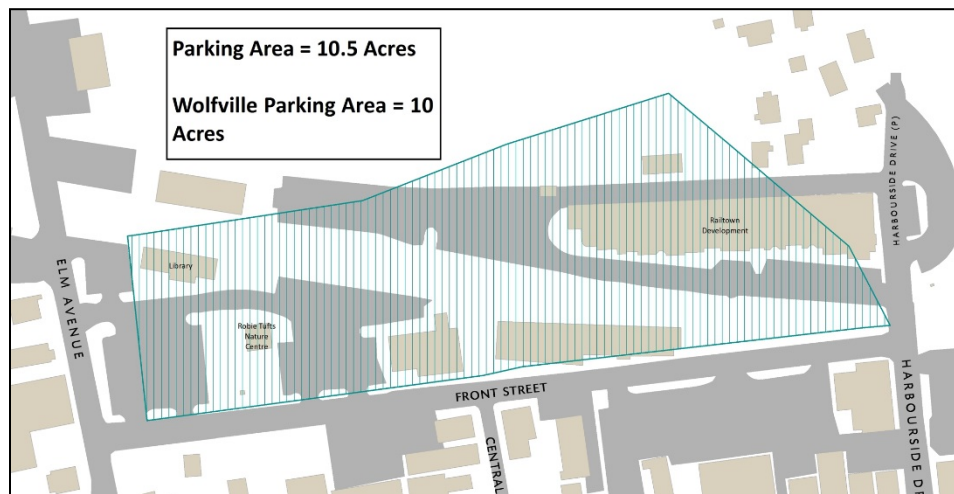 Parking Area = 10.5 Acres
Wolfville Parking Area = 10
Acres
HARBOURSIDE DRIVE (P)
Railtown
Development
Library
ELM AVENUE
Robie Tufts
Nature
Centre
FRONT STREET
CENTRAL
HARBOURSIDE DR